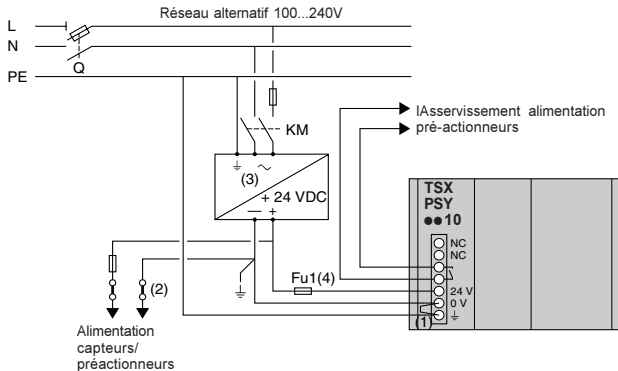 Réseau alternatif 100...240V
L
N
Q
PE
IAsservissement alimentation
pré-actionneurs
KM
(3)
+ 24 VDC
— +
TSX
PSY
●●10
NC
NC
Fu1(4)
24 V
0 V
(1)
(2)
Alimentation
capteurs/
préactionneurs